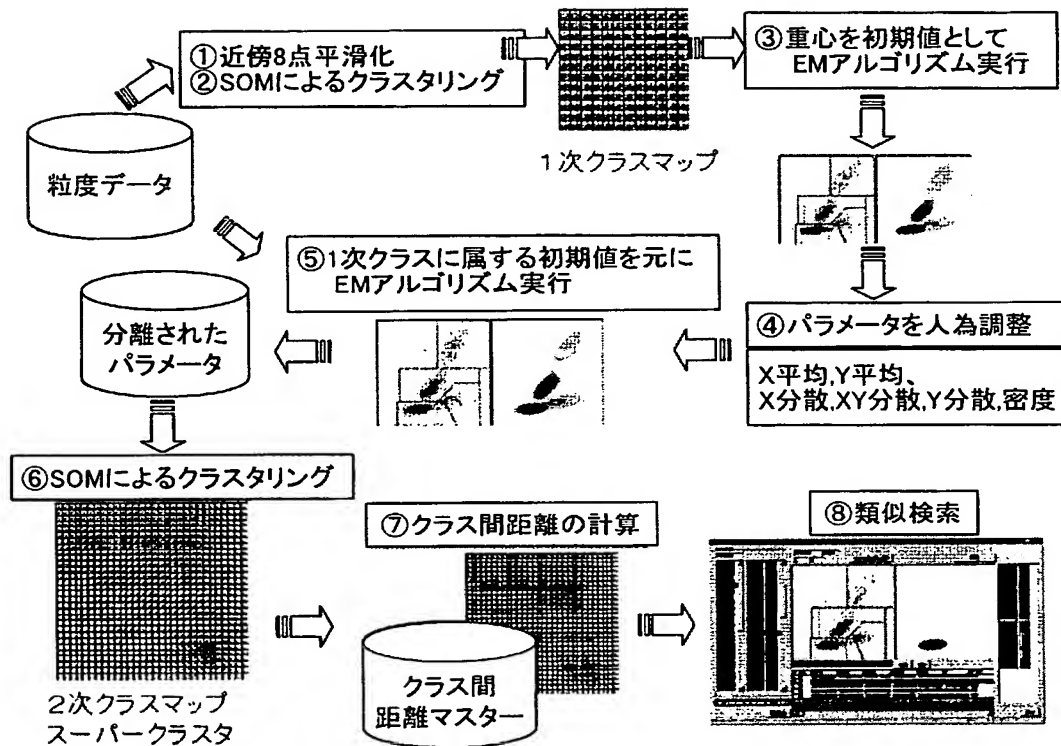 ①近傍8点平滑化
②SOMによるクラスタリング
1次クラスマップ
③重心を初期値として
EMアルゴリズム実行
粒度データ
⑤1次クラスに属する初期値を元に
EMアルゴリズム実行
④パラメータを人為調整
X平均,Y平均、
X分散,XY分散,Y分散,密度
分離された
パラメータ
⑥SOMによるクラスタリング
2次クラスマップ
スーパークラスタ
⑦クラス間距離の計算
クラス間
距離マスター
⑧類似検索